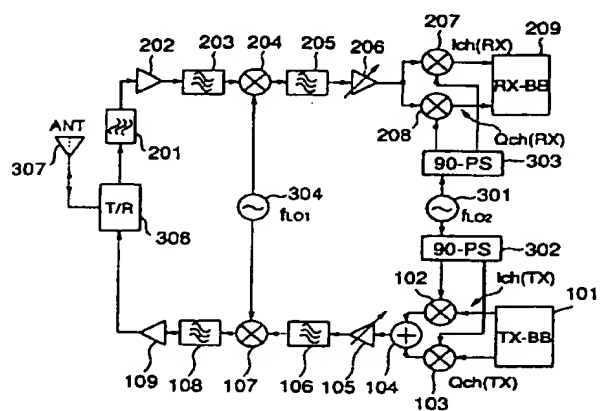 207 Ich(RX) 209
202 203 204 205 206
RX-BB
ANT
201
208 Qch(RX)
307
90-PS 303
T/R
304 301
fLO1 fLO2
308
90-PS 302
Ich(TX) 101
102
TX-BB
109 108 107 106 105 104 103
Qch(TX)